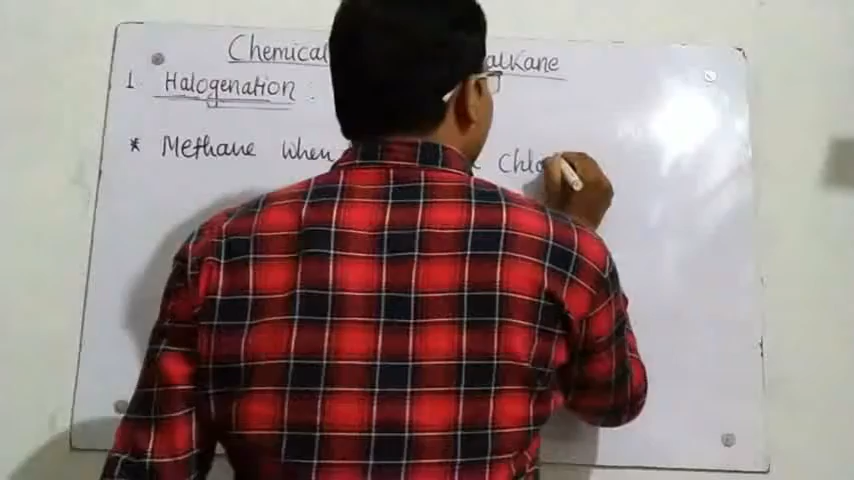 Chemical alkane
1. Halogenation :
* Methane when Chlo